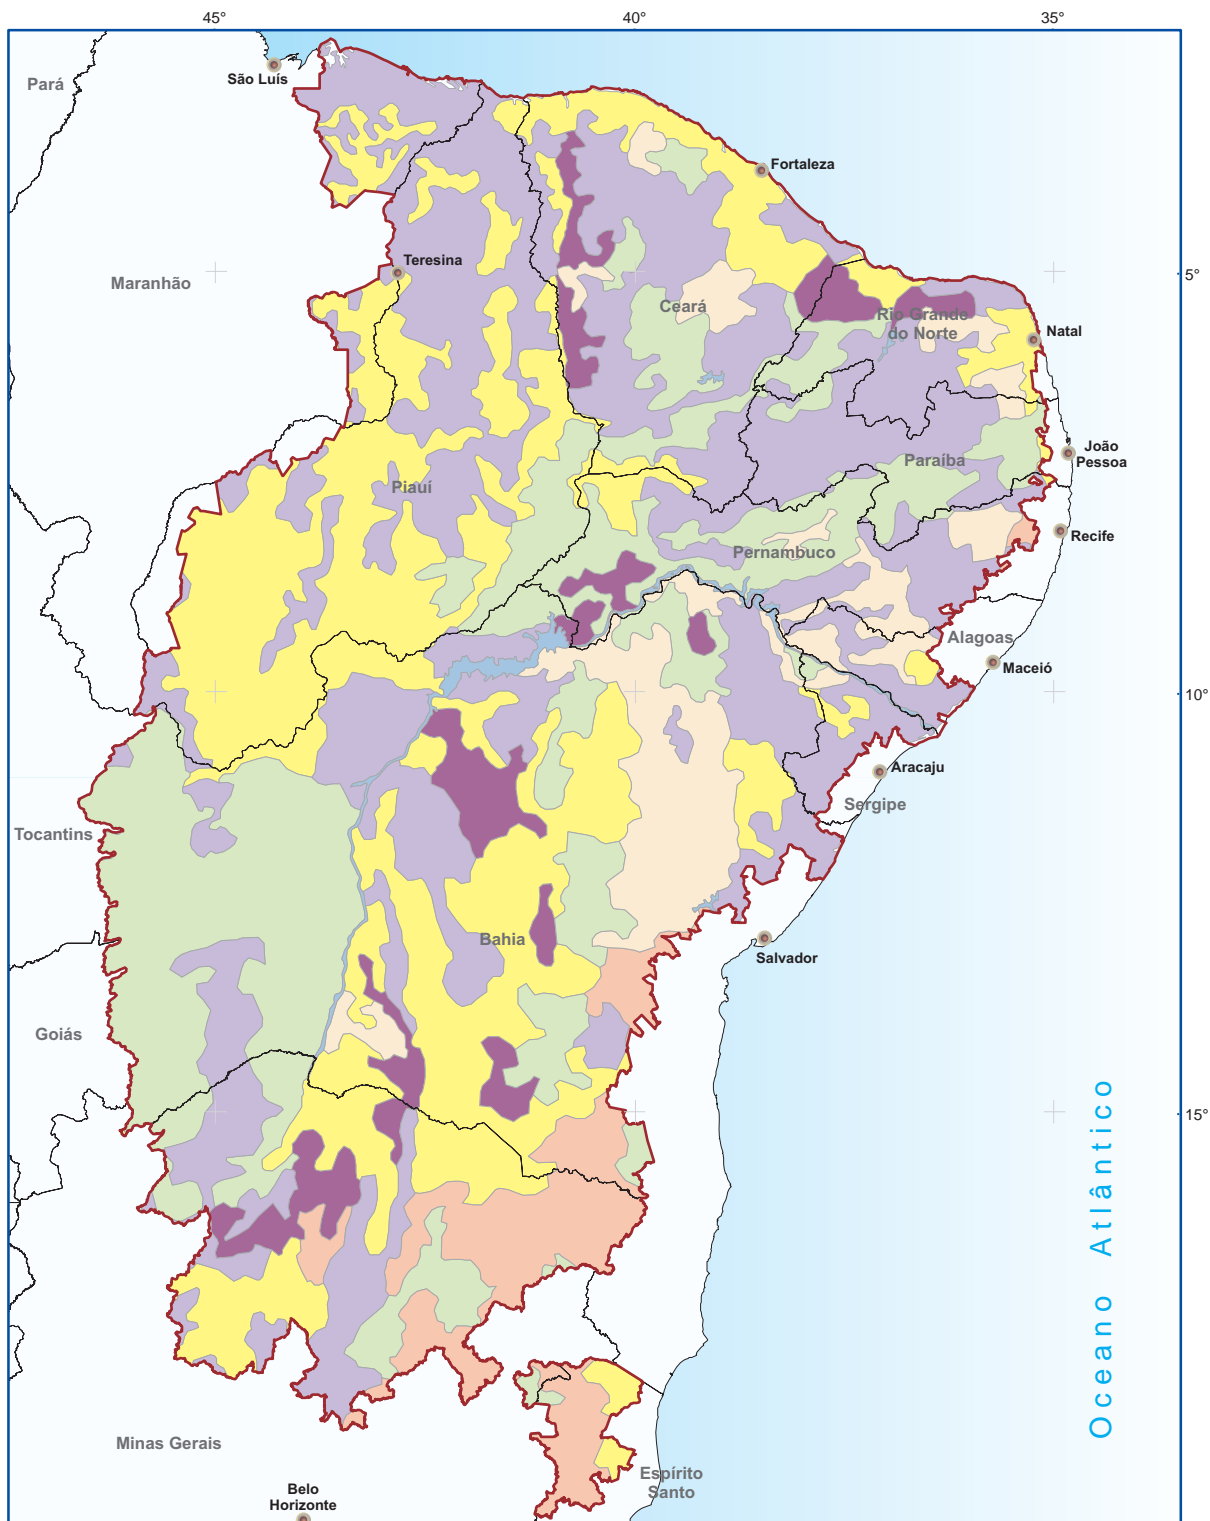 45°
40°
35°
São Luís
Pará
Fortaleza
Teresina
Maranhão
5°
Ceará
Rio Grande
do Norte
Natal
João
Pessoa
Paraíba
Piauí
Recife
Pernambuco
Alagoas
Maceió
10°
Aracaju
Sergipe
Tocantins
Bahia
Salvador
Goiás
15°
Oceano Atlântico
Minas Gerais
Espírito
Santo
Belo
Horizonte